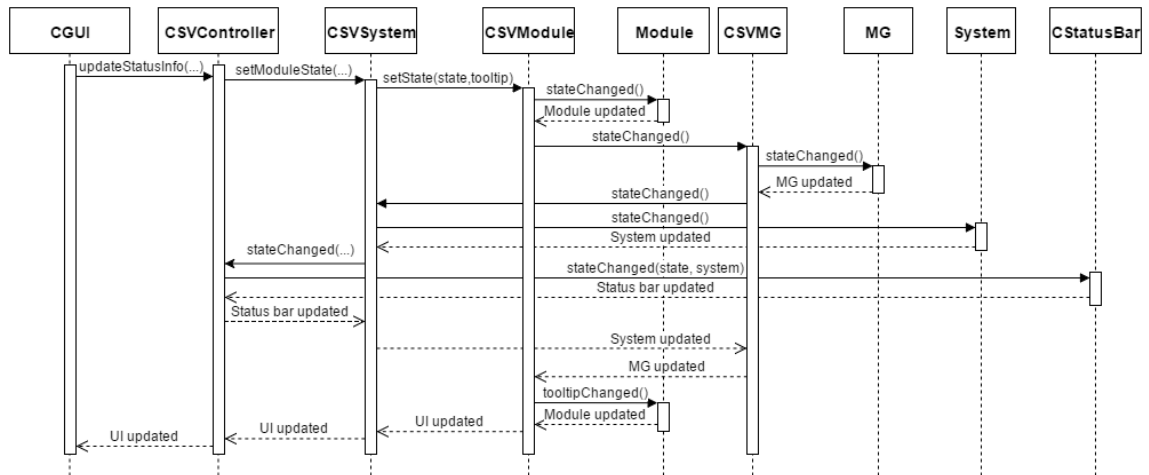 CGUI
CSVController
CSVSystem
CSVModule
Module
CSVMG
MG
System
CStatusBar
updateStatusInfo(...)
setModuleState(...)
setState(state,tooltip)
stateChanged()
Module updated
stateChanged()
stateChanged()
MG updated
stateChanged()
stateChanged()
System updated
stateChanged(...)
stateChanged(state, system)
Status bar updated
Status bar updated
System updated
MG updated
tooltipChanged()
Module updated
UI updated
UI updated
UI updated